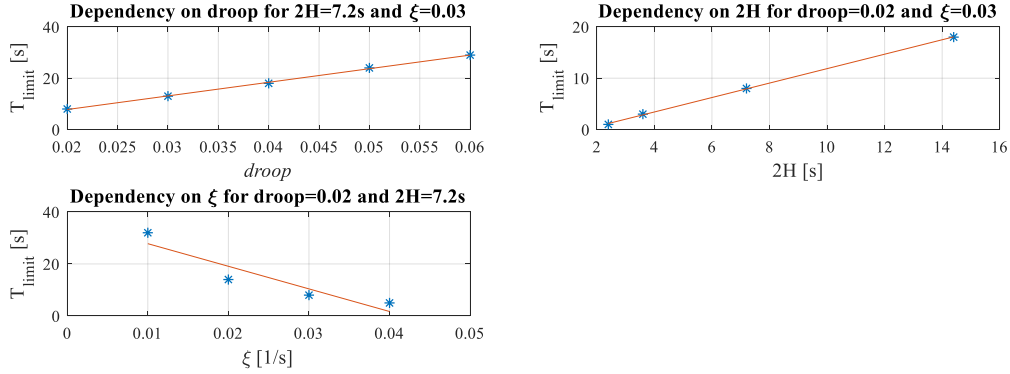 Dependency on droop for 2H=7.2s and ξ=0.03
T_limit [s]
40
20
0
0.02 0.025 0.03 0.035 0.04 0.045 0.05 0.055 0.06
droop
Dependency on 2H for droop=0.02 and ξ=0.03
T_limit [s]
20
10
0
2 4 6 8 10 12 14 16
2H [s]
Dependency on ξ for droop=0.02 and 2H=7.2s
T_limit [s]
40
20
0
0 0.01 0.02 0.03 0.04 0.05
ξ [1/s]